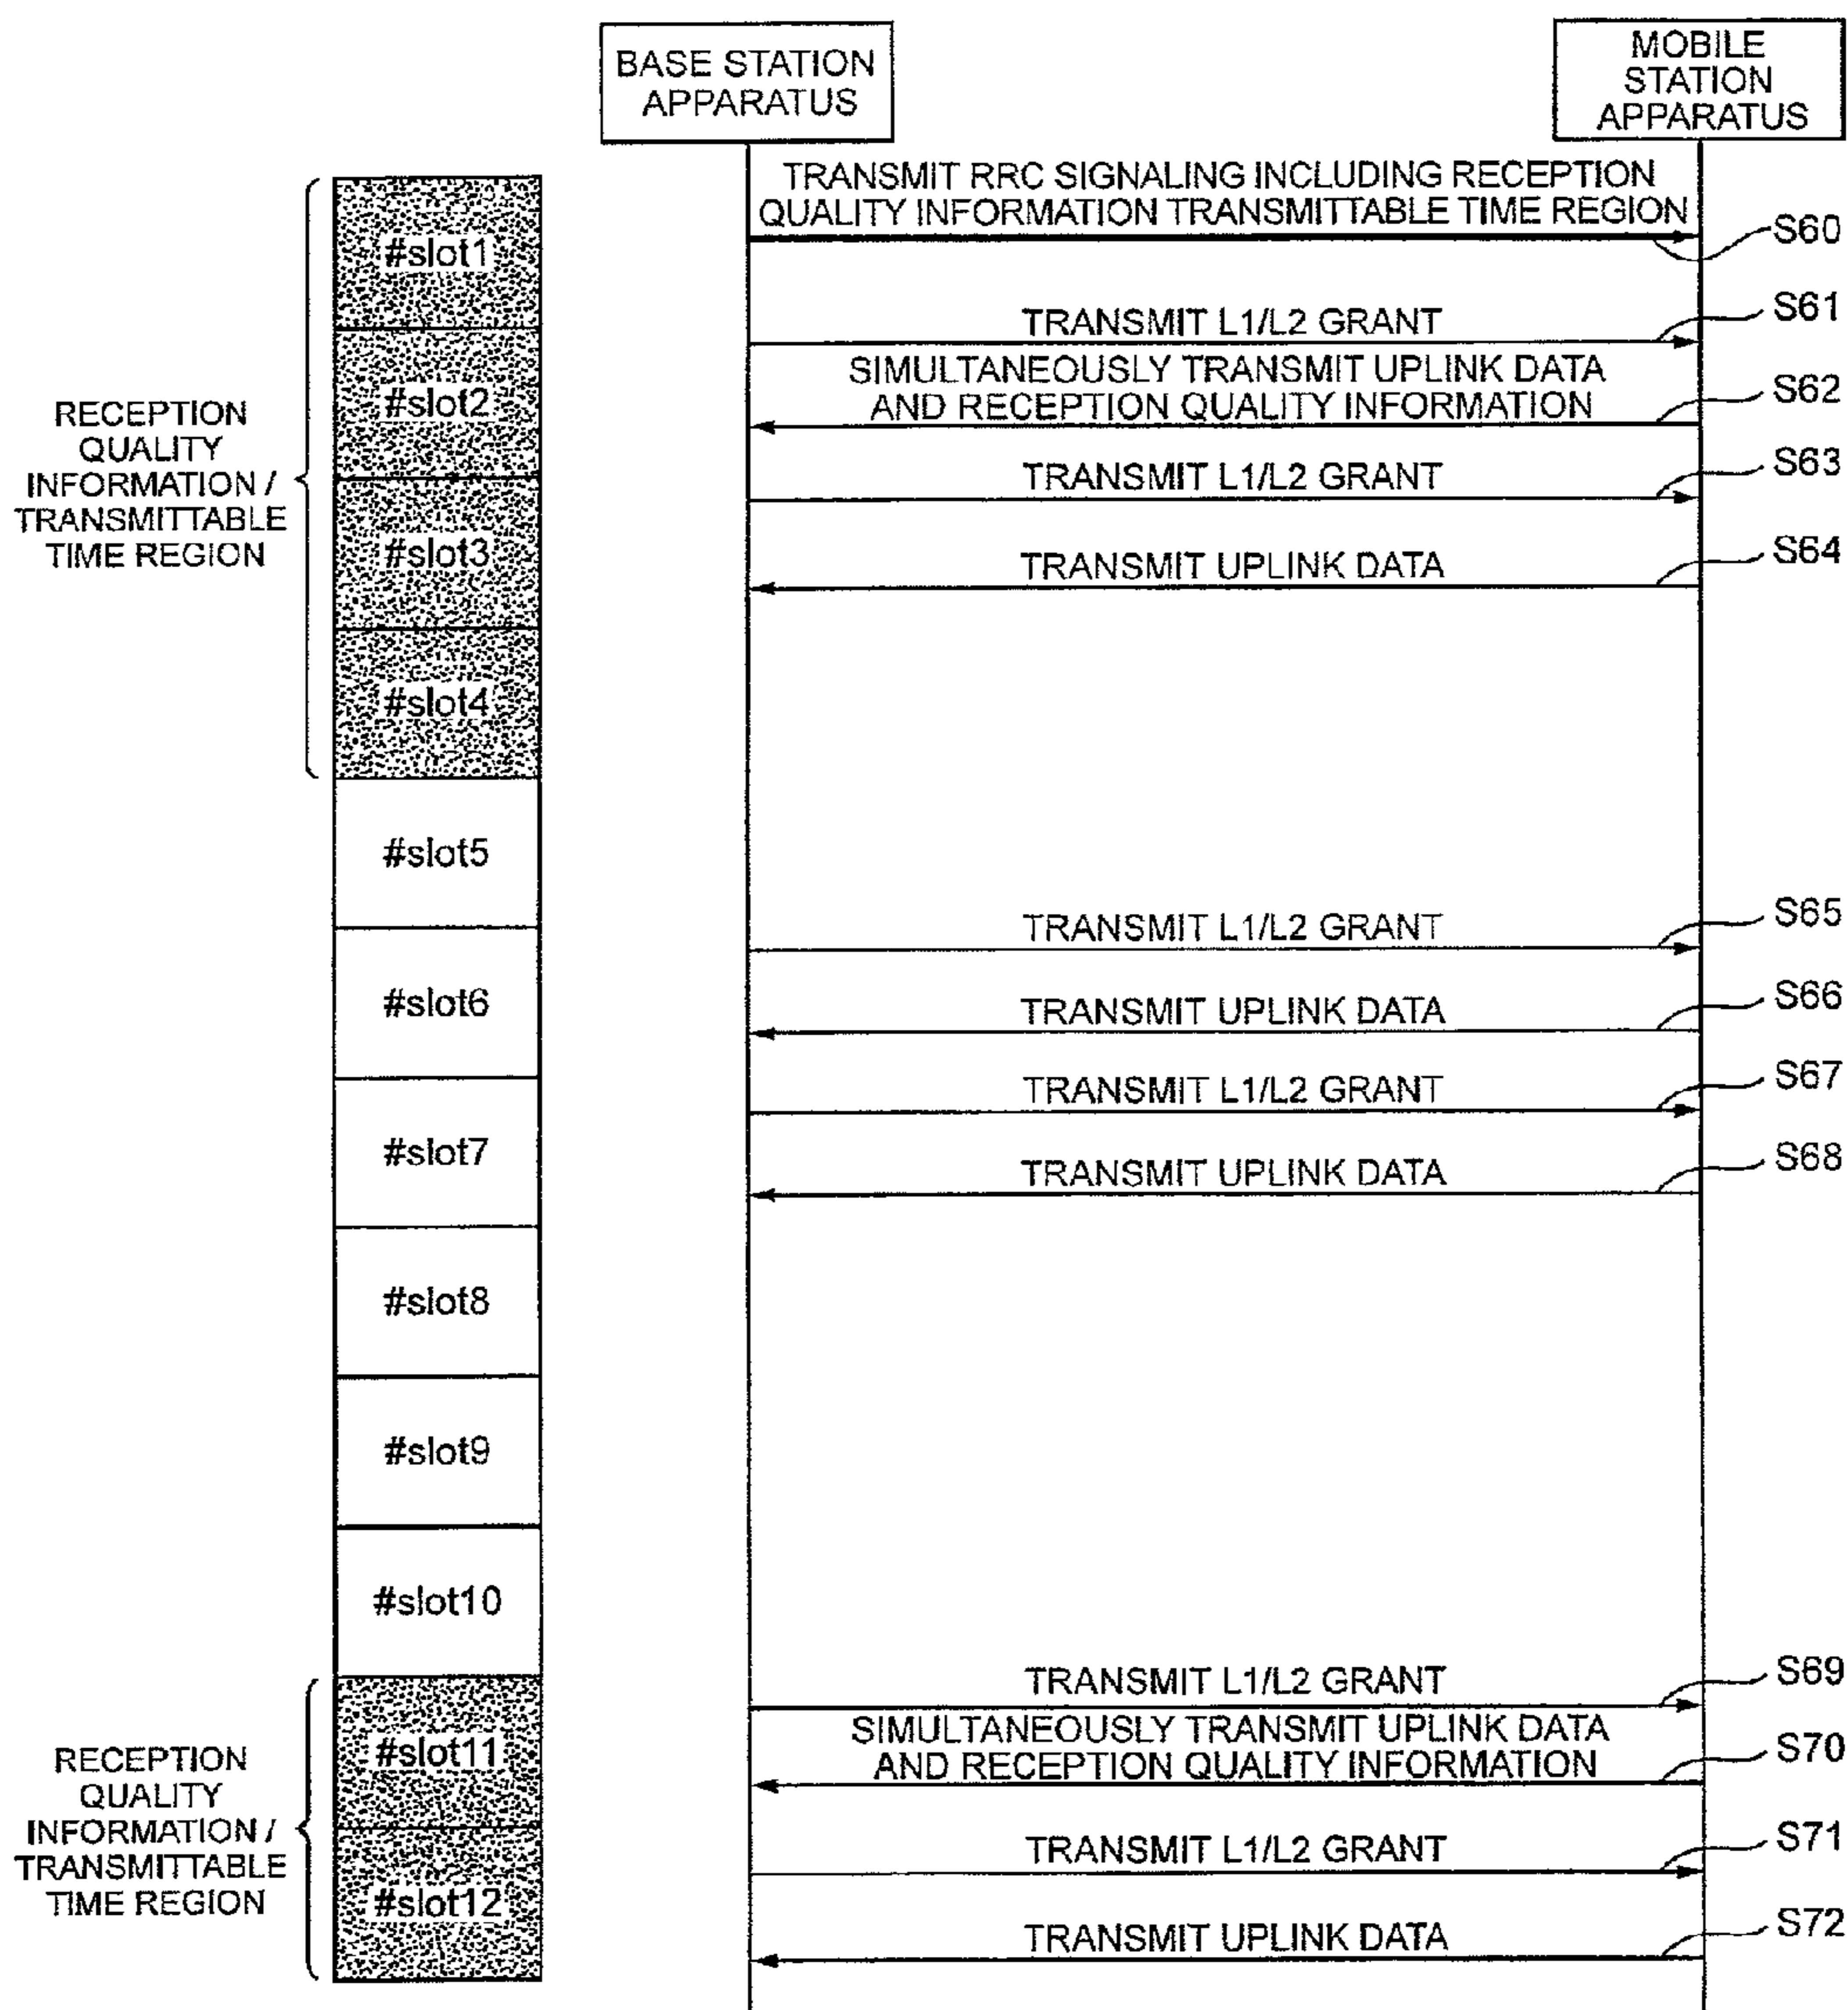 BASE STATION
APPARATUS
MOBILE
STATION
APPARATUS
TRANSMIT RRC SIGNALING INCLUDING RECEPTION
QUALITY INFORMATION TRANSMITTABLE TIME REGION
S60
#slot1
TRANSMIT L1/L2 GRANT
S61
SIMULTANEOUSLY TRANSMIT UPLINK DATA
AND RECEPTION QUALITY INFORMATION
S62
#slot2
RECEPTION
QUALITY
INFORMATION /
TRANSMITTABLE
TIME REGION
TRANSMIT L1/L2 GRANT
S63
#slot3
TRANSMIT UPLINK DATA
S64
#slot4
#slot5
TRANSMIT L1/L2 GRANT
S65
#slot6
TRANSMIT UPLINK DATA
S66
TRANSMIT L1/L2 GRANT
S67
#slot7
TRANSMIT UPLINK DATA
S68
#slot8
#slot9
#slot10
TRANSMIT L1/L2 GRANT
S69
SIMULTANEOUSLY TRANSMIT UPLINK DATA
AND RECEPTION QUALITY INFORMATION
S70
#slot11
RECEPTION
QUALITY
INFORMATION /
TRANSMITTABLE
TIME REGION
TRANSMIT L1/L2 GRANT
S71
#slot12
TRANSMIT UPLINK DATA
S72